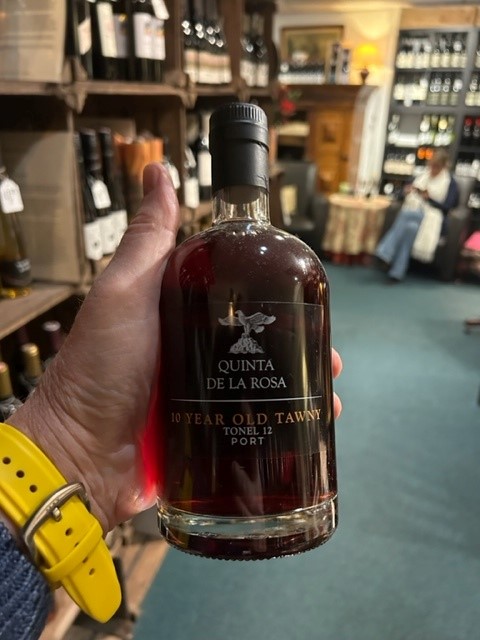 QUINTA
DE LA ROSA
10 YEAR OLD TAWNY
TONEL 12
PORT